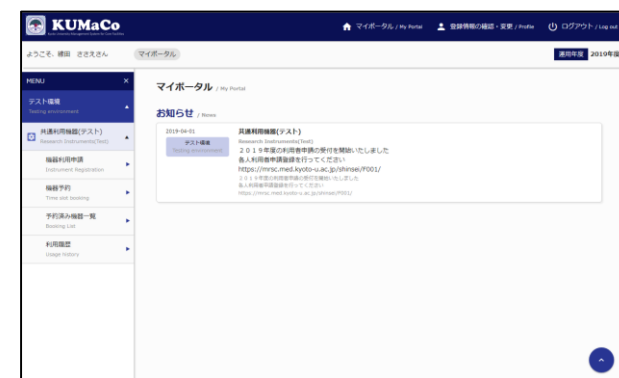 KUMaCo
マイポータル / My Portal
登録情報の確認・変更 / Profile
ログアウト / Log out
ようこそ、
さん
マイポータル
運用年度 2019年度
MENU ×
テスト環境
Testing environment
共通利用機器(テスト)
Research Instruments(Test)
機器利用申請
Instrument Registration
機器予約
Time slot booking
予約済み機器一覧
Booking List
利用履歴
Usage history
マイポータル / My Portal
お知らせ / News
2019-04-01
テスト環境
Testing environment
共通利用機器(テスト)
Research Instruments(Test)
2019年度の利用者申請の受付を開始いたしました
各人利用者申請登録を行ってください
https://mrsc.med.kyoto-u.ac.jp/shinsei/P001/
2019年度の利用者申請の受付を開始いたしました
各人利用者申請登録を行ってください
https://mrsc.med.kyoto-u.ac.jp/shinsei/P001/